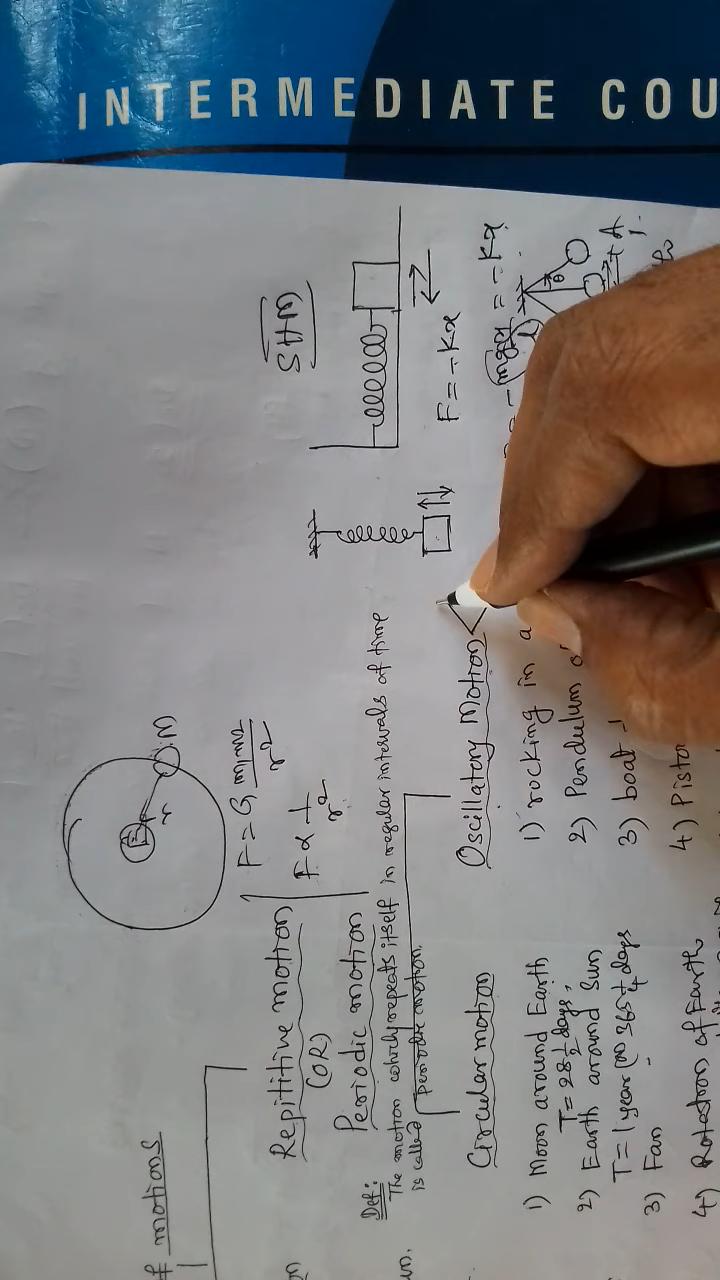 INTERMEDIATE COU
# motions
Repititive motion
(OR)
Periodic motion
F = G m1m2/r2
F α 1/r2
E
r
M
Def: The motion which repeats itself in regular intervals of time
is called periodic motion.
Circular motion
1) Moon around Earth
T = 28 1/2 days,
2) Earth around Sun
T = 1 year (or) 365 1/4 days
3) Fan
4) Rotation of Earth
Oscillatory Motion
1) rocking in a
2) Pendulum
3) boat
4) Pisto
SHM
F = -Kx
-mgx = -Kx
l
θ
A